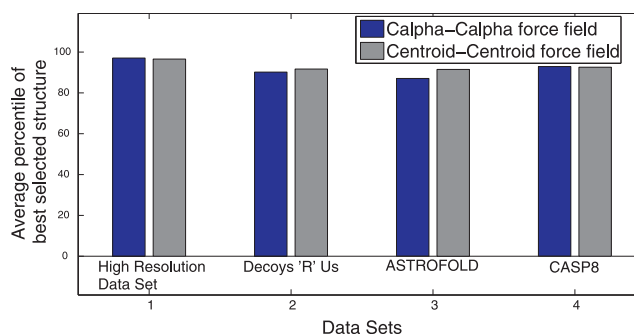 Calpha−Calpha force field
Centroid−Centroid force field
Average percentile of
best selected structure
100
80
60
40
20
0
High Resolution
Data Set
Decoys 'R' Us
ASTROFOLD
CASP8
1
2
3
4
Data Sets